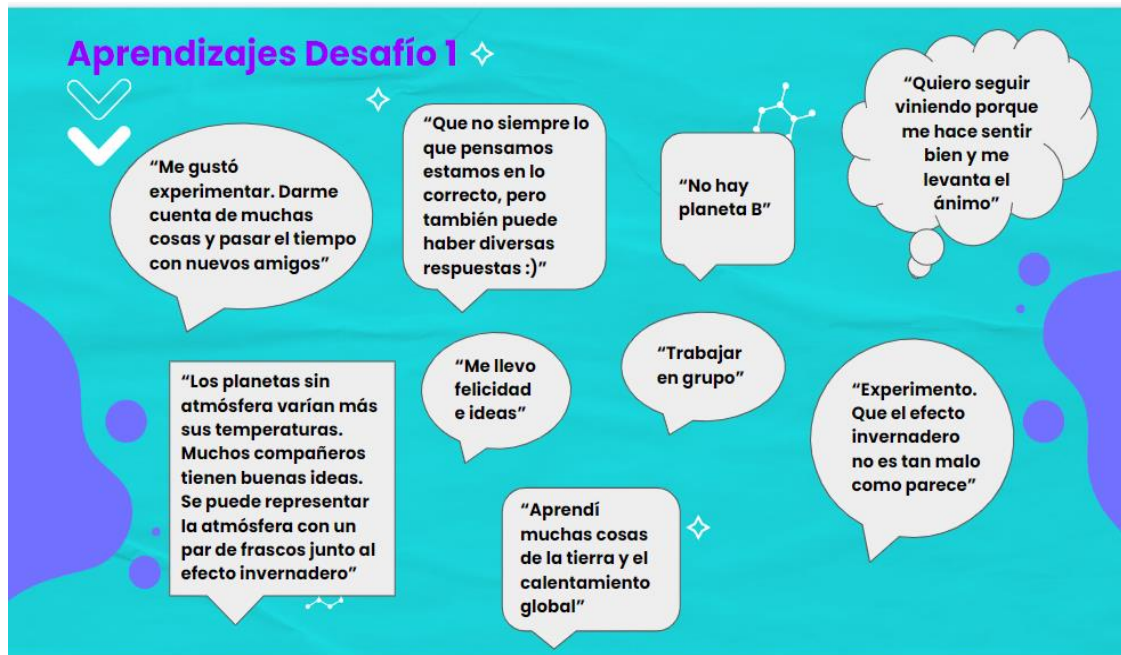 Aprendizajes Desafío 1
“Me gustó
experimentar. Darme
cuenta de muchas
cosas y pasar el tiempo
con nuevos amigos”
“Que no siempre lo
que pensamos
estamos en lo
correcto, pero
también puede
haber diversas
respuestas :)”
“No hay
planeta B”
“Quiero seguir
viniendo porque
me hace sentir
bien y me
levanta el
ánimo”
“Los planetas sin
atmósfera varían más
sus temperaturas.
Muchos compañeros
tienen buenas ideas.
Se puede representar
la atmósfera con un
par de frascos junto al
efecto invernadero”
“Me llevo
felicidad
e ideas”
“Trabajar
en grupo”
“Experimento.
Que el efecto
invernadero
no es tan malo
como parece”
“Aprendí
muchas cosas
de la tierra y el
calentamiento
global”